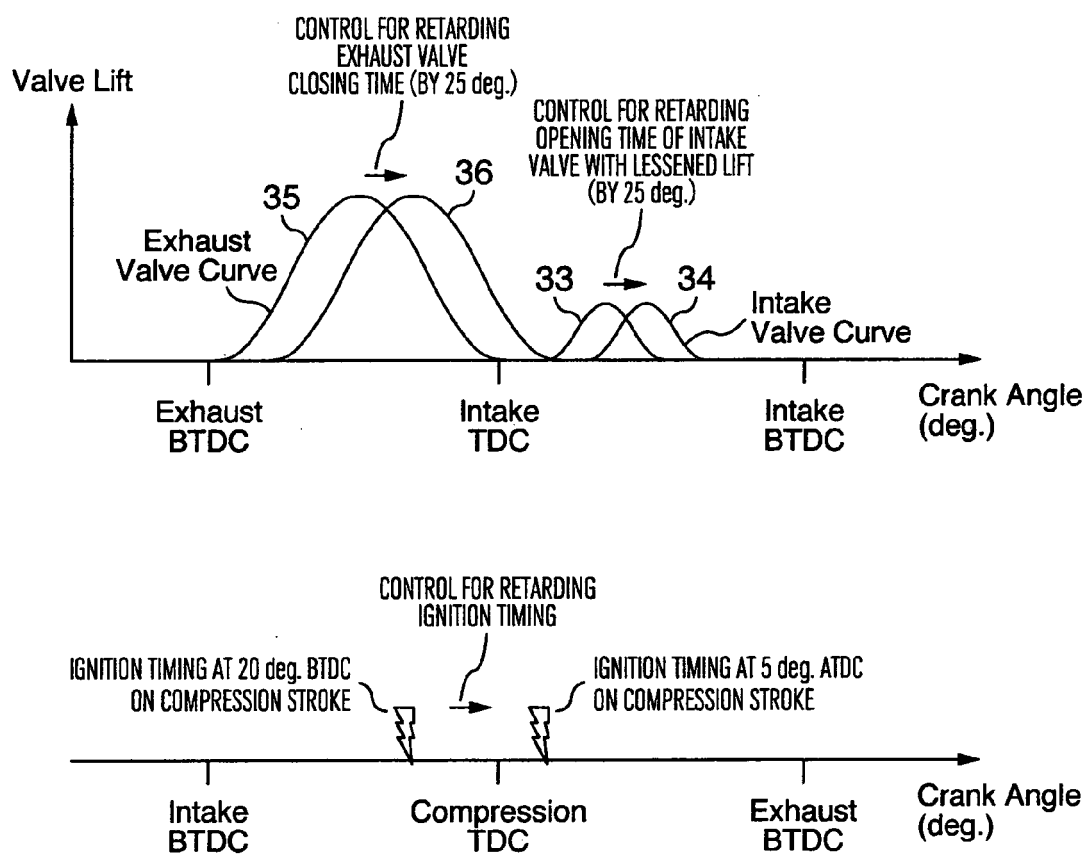 CONTROL FOR RETARDING
EXHAUST VALVE
CLOSING TIME (BY 25 deg.)
Valve Lift
CONTROL FOR RETARDING
OPENING TIME OF INTAKE
VALVE WITH LESSENED LIFT
(BY 25 deg.)
35
36
Exhaust
Valve Curve
33
34
Intake
Valve Curve
Exhaust
BTDC
Intake
TDC
Intake
BTDC
Crank Angle
(deg.)
CONTROL FOR RETARDING
IGNITION TIMING
IGNITION TIMING AT 20 deg. BTDC
ON COMPRESSION STROKE
IGNITION TIMING AT 5 deg. ATDC
ON COMPRESSION STROKE
Intake
BTDC
Compression
TDC
Exhaust
BTDC
Crank Angle
(deg.)